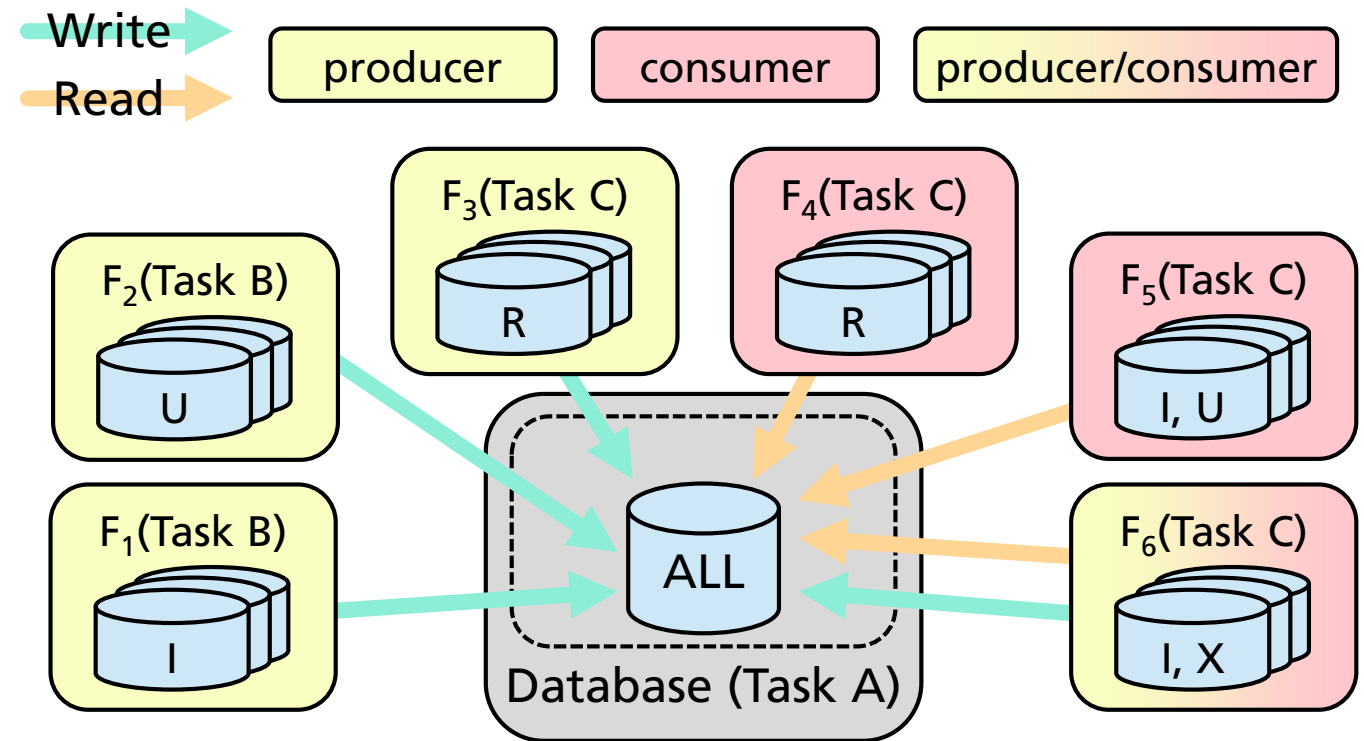 Write
Read
producer
consumer
producer/consumer
F₃(Task C)
R
F₄(Task C)
R
F₂(Task B)
U
F₅(Task C)
I, U
F₁(Task B)
I
F₆(Task C)
I, X
ALL
Database (Task A)